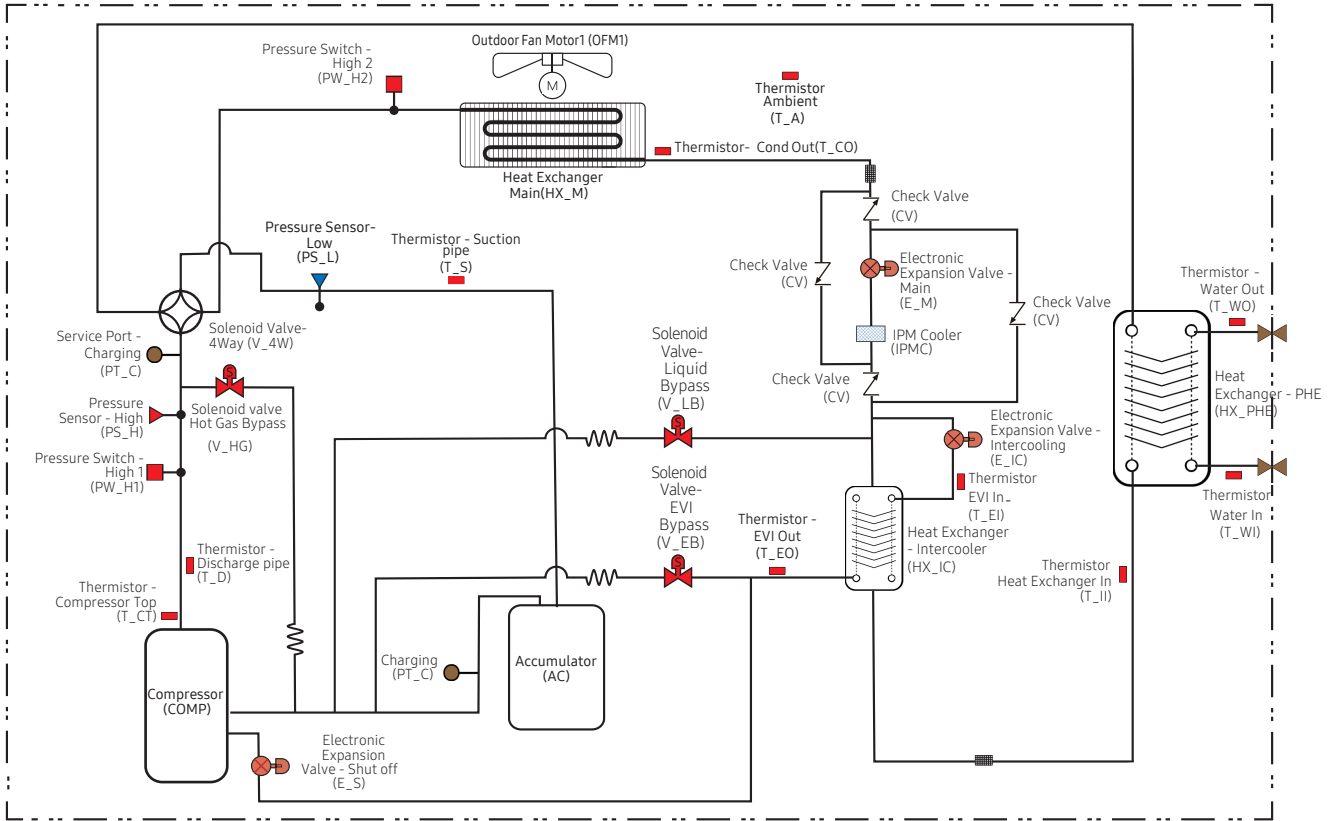 Outdoor Fan Motor1 (OFM1)
M
Pressure Switch -
High 2
(PW_H2)
Thermistor
Ambient
(T_A)
Thermistor- Cond Out(T_CO)
Heat Exchanger
Main(HX_M)
Check Valve
(CV)
Pressure Sensor-
Low
(PS_L)
Thermistor - Suction
pipe
(T_S)
Check Valve
(CV)
Electronic
Expansion Valve -
Main
(E_M)
Thermistor -
Water Out
(T_WO)
Check Valve
(CV)
Service Port -
Charging
(PT_C)
Solenoid Valve-
4Way (V_4W)
Solenoid
Valve-
Liquid
Bypass
(V_LB)
S
IPM Cooler
(IPMC)
Check Valve
(CV)
Heat
Exchanger - PHE
(HX_PHE)
S
Solenoid valve
Hot Gas Bypass
(V_HG)
Pressure
Sensor - High
(PS_H)
Pressure Switch -
High 1
(PW_H1)
Electronic
Expansion Valve -
Intercooling
(E_IC)
Solenoid
Valve-
EVI
Bypass
(V_EB)
S
Thermistor
EVI In-
(T_EI)
Thermistor
Water In
(T_WI)
Thermistor -
EVI Out
(T_EO)
Heat Exchanger
- Intercooler
(HX_IC)
Thermistor -
Discharge pipe
(T_D)
Thermistor
Heat Exchanger In
(T_II)
Thermistor -
Compressor Top
(T_CT)
Charging
(PT_C)
Accumulator
(AC)
Compressor
(COMP)
Electronic
Expansion
Valve - Shut off
(E_S)